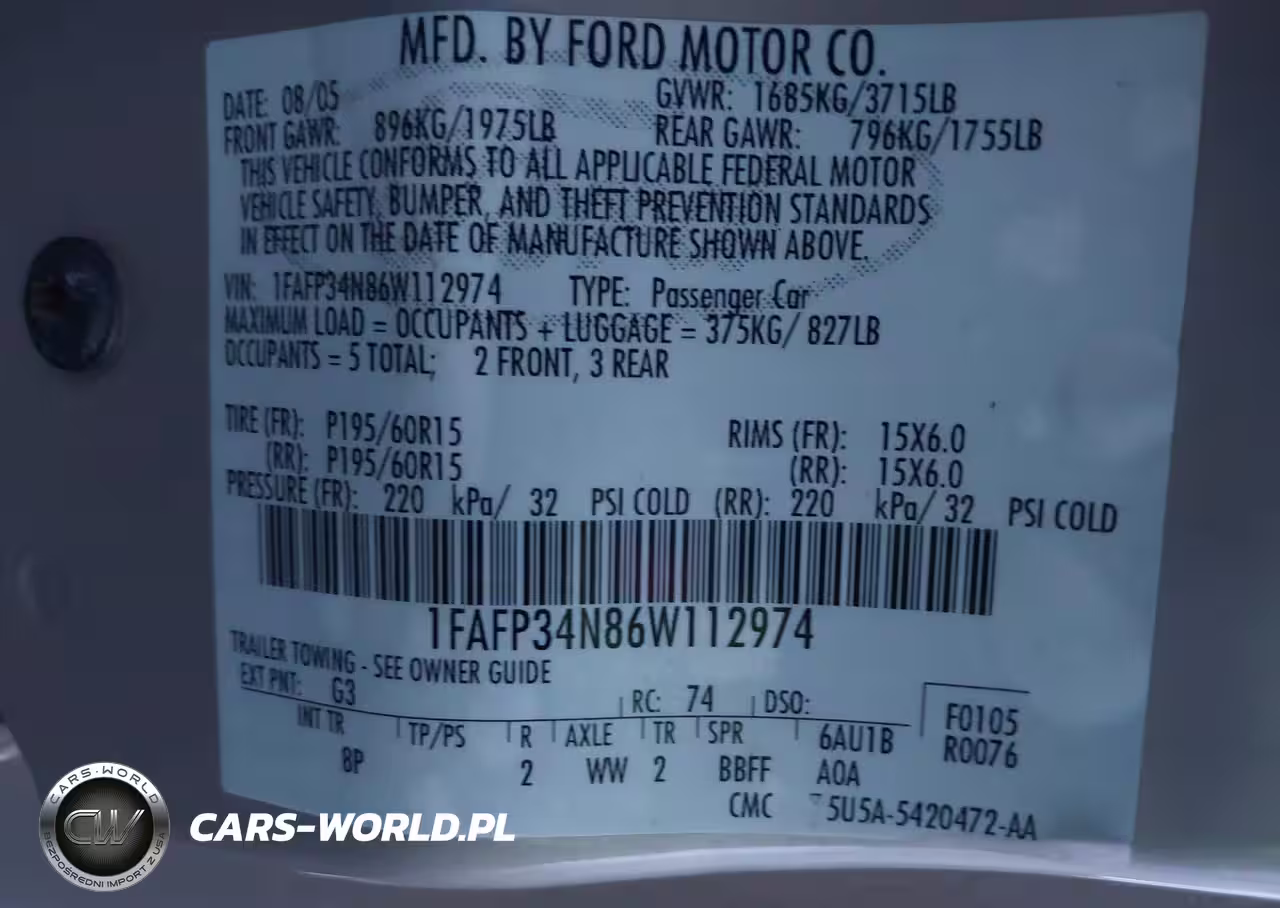 MFD. BY FORD MOTOR CO.
DATE: 08/05 GVWR: 1685KG/3715LB
FRONT GAWR: 896KG/1975LB REAR GAWR: 796KG/1755LB
THIS VEHICLE CONFORMS TO ALL APPLICABLE FEDERAL MOTOR
VEHICLE SAFETY, BUMPER, AND THEFT PREVENTION STANDARDS
IN EFFECT ON THE DATE OF MANUFACTURE SHOWN ABOVE.
VIN: 1FAFP34N86W112974 TYPE: Passenger Car
MAXIMUM LOAD = OCCUPANTS + LUGGAGE = 375KG/ 827LB
OCCUPANTS = 5 TOTAL; 2 FRONT, 3 REAR
TIRE (FR): P195/60R15 RIMS (FR): 15X6.0
(RR): P195/60R15 (RR): 15X6.0
PRESSURE (FR): 220 kPa/ 32 PSI COLD (RR): 220 kPa/ 32 PSI COLD
1FAFP34N86W112974
TRAILER TOWING - SEE OWNER GUIDE
EXT PNT: G3 RC: 74 DSO: F0105
INT TR TP/PS R AXLE TR SPR 6AU1B R0076
8P 2 WW 2 BBFF A0A
CMC 5U5A-5420472-AA
CARS-WORLD
CW
BEZPOŚREDNI IMPORT Z USA
CARS-WORLD.PL